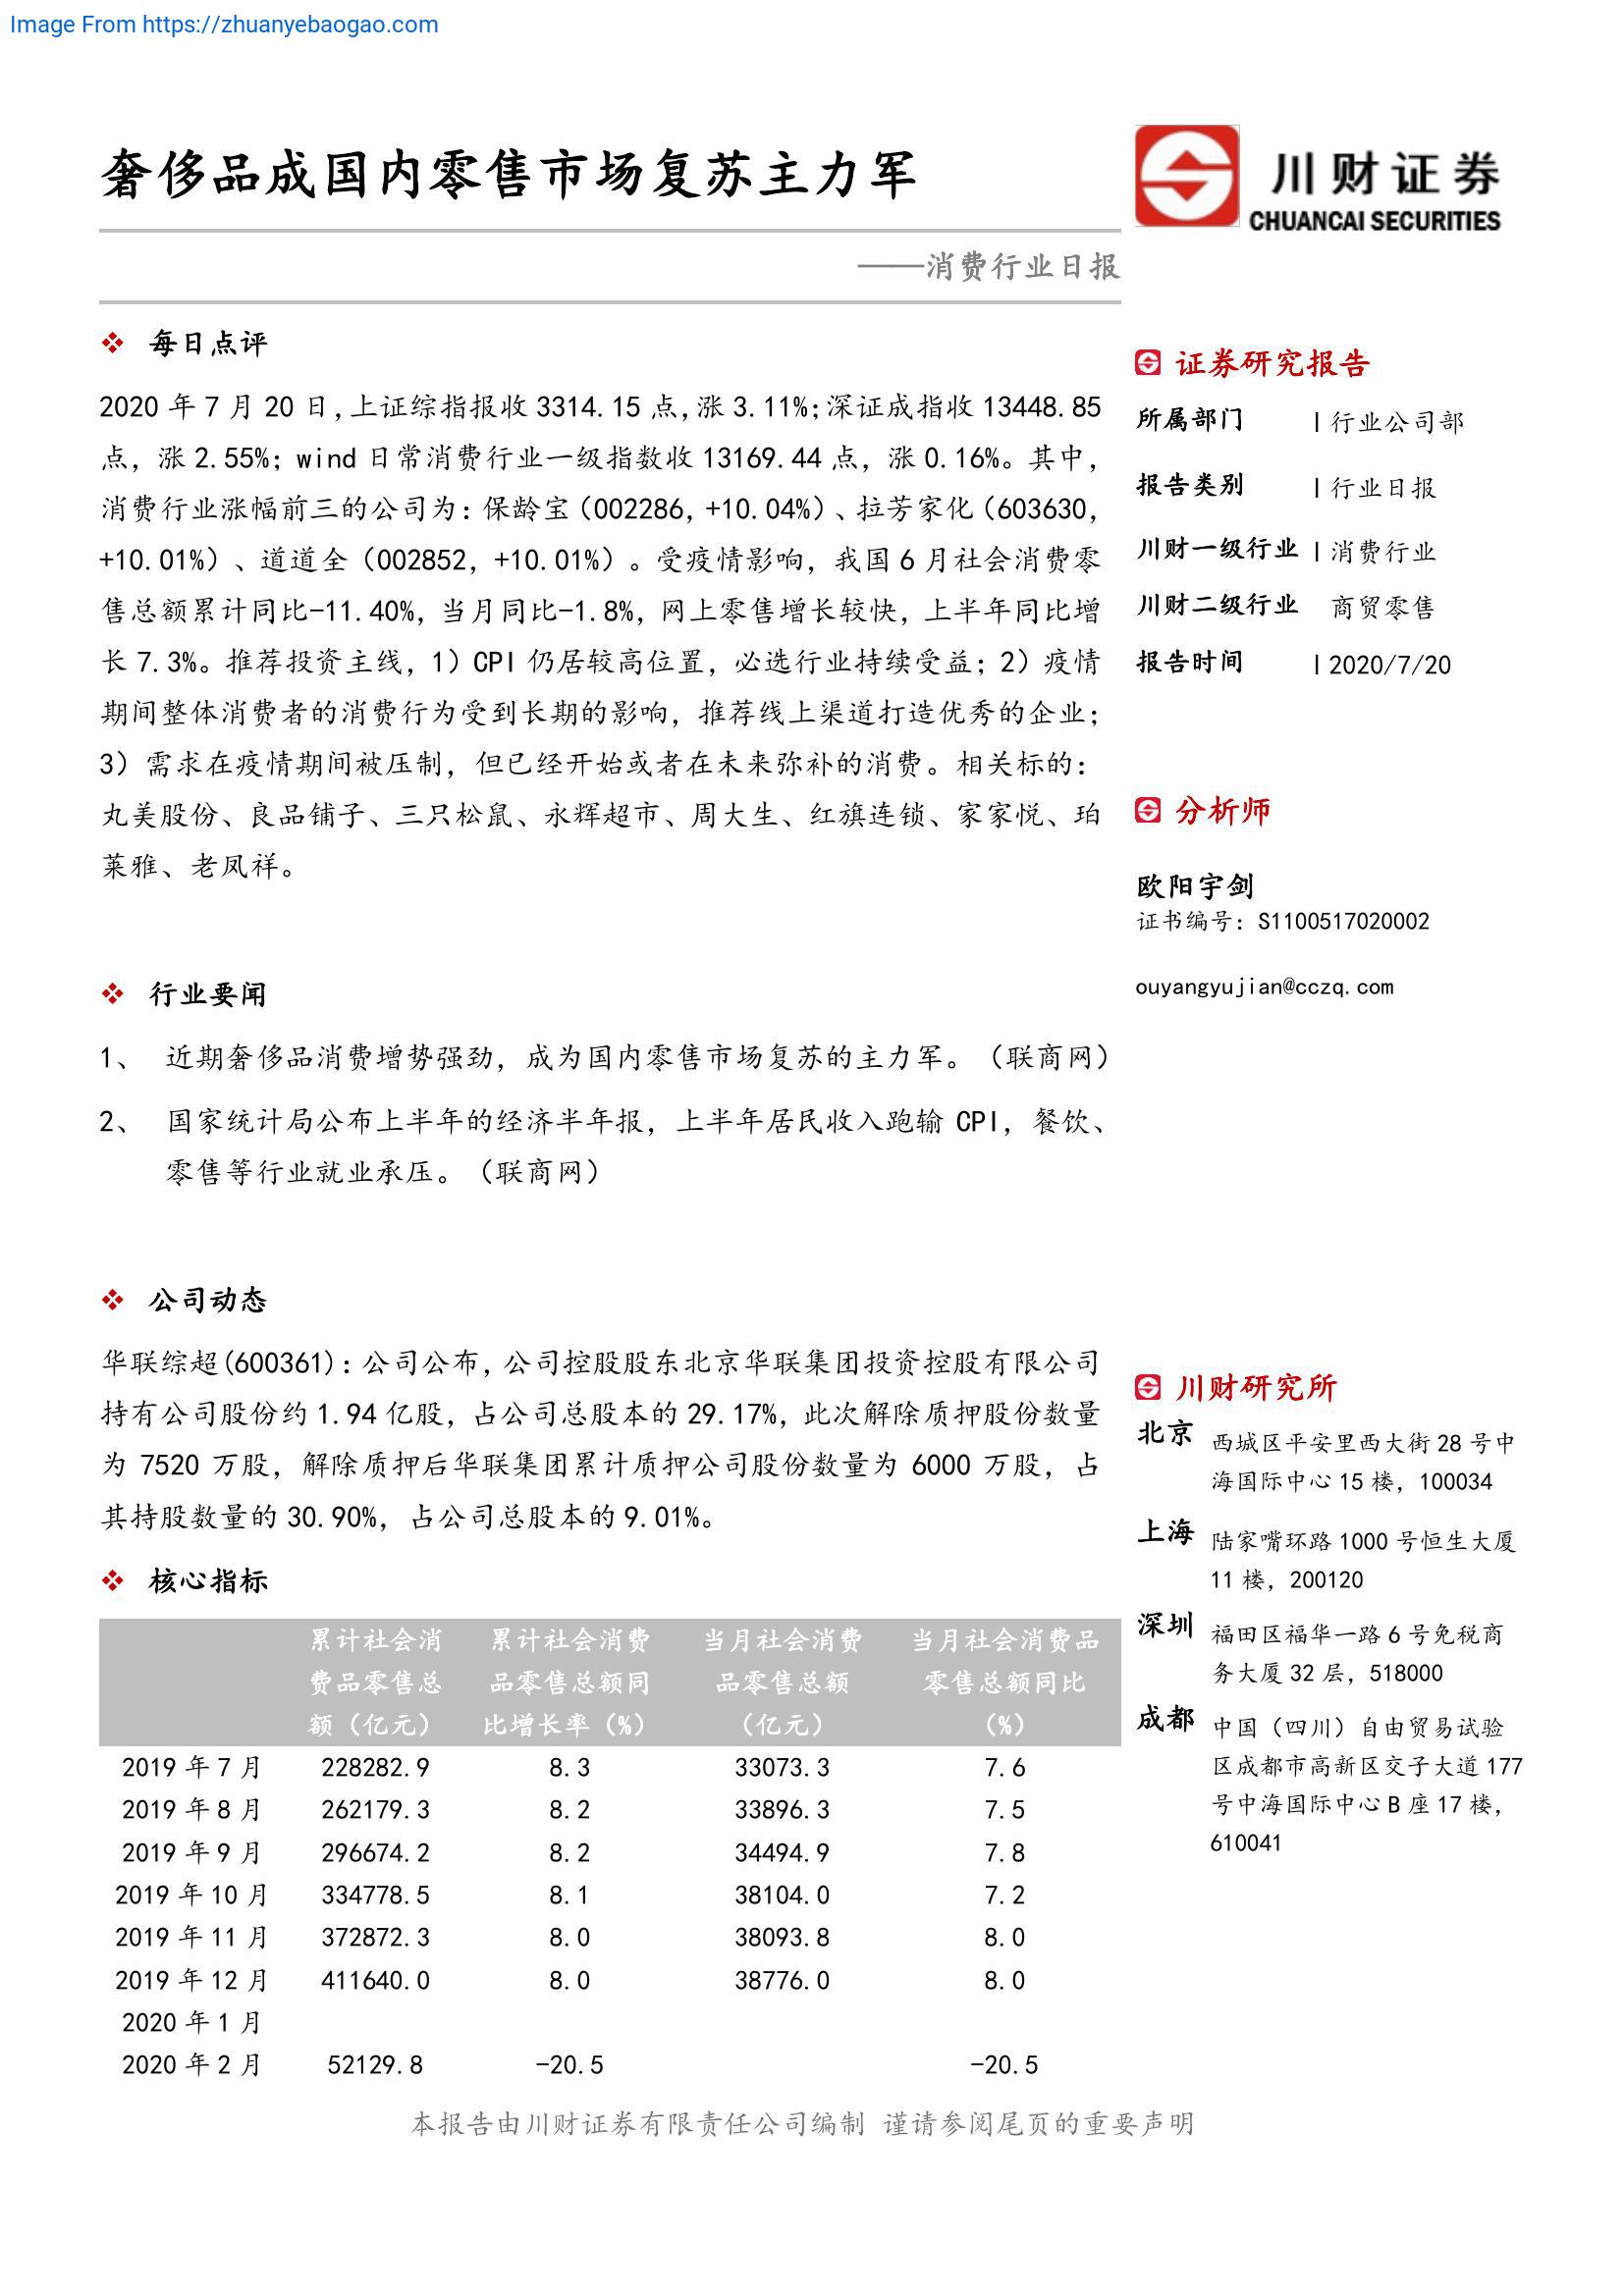 Image From https://zhuanyebaogao.com
奢侈品成国内零售市场复苏主力军
川财证券
CHUANCAI SECURITIES
——消费行业日报
每日点评
2020 年 7 月 20 日,上证综指报收 3314.15 点,涨 3.11%;深证成指收 13448.85
点，涨 2.55%；wind 日常消费行业一级指数收 13169.44 点，涨 0.16%。其中，
消费行业涨幅前三的公司为：保龄宝（002286，+10.04%）、拉芳家化（603630，
+10.01%）、道道全（002852，+10.01%）。受疫情影响，我国 6 月社会消费零
售总额累计同比-11.40%，当月同比-1.8%，网上零售增长较快，上半年同比增
长 7.3%。推荐投资主线，1）CPI 仍居较高位置，必选行业持续受益；2）疫情
期间整体消费者的消费行为受到长期的影响，推荐线上渠道打造优秀的企业；
3）需求在疫情期间被压制，但已经开始或者在未来弥补的消费。相关标的：
丸美股份、良品铺子、三只松鼠、永辉超市、周大生、红旗连锁、家家悦、珀
莱雅、老凤祥。
行业要闻
1、 近期奢侈品消费增势强劲，成为国内零售市场复苏的主力军。（联商网）
2、 国家统计局公布上半年的经济半年报，上半年居民收入跑输 CPI，餐饮、
零售等行业就业承压。（联商网）
公司动态
华联综超(600361)：公司公布，公司控股股东北京华联集团投资控股有限公司
持有公司股份约 1.94 亿股，占公司总股本的 29.17%，此次解除质押股份数量
为 7520 万股，解除质押后华联集团累计质押公司股份数量为 6000 万股，占
其持股数量的 30.90%，占公司总股本的 9.01%。
核心指标
累计社会消 累计社会消费 当月社会消费 当月社会消费品
费品零售总 品零售总额同 品零售总额 零售总额同比
额（亿元） 比增长率（%） （亿元） （%）
2019 年 7 月 228282.9 8.3 33073.3 7.6
2019 年 8 月 262179.3 8.2 33896.3 7.5
2019 年 9 月 296674.2 8.2 34494.9 7.8
2019 年 10 月 334778.5 8.1 38104.0 7.2
2019 年 11 月 372872.3 8.0 38093.8 8.0
2019 年 12 月 411640.0 8.0 38776.0 8.0
2020 年 1 月
2020 年 2 月 52129.8 -20.5 -20.5
证券研究报告
所属部门 | 行业公司部
报告类别 | 行业日报
川财一级行业 | 消费行业
川财二级行业 商贸零售
报告时间 | 2020/7/20
分析师
欧阳宇剑
证书编号：S1100517020002
ouyangyujian@cczq.com
川财研究所
北京 西城区平安里西大街 28 号中
海国际中心 15 楼，100034
上海 陆家嘴环路 1000 号恒生大厦
11 楼，200120
深圳 福田区福华一路 6 号免税商
务大厦 32 层，518000
成都 中国（四川）自由贸易试验
区成都市高新区交子大道 177
号中海国际中心 B 座 17 楼，
610041
本报告由川财证券有限责任公司编制 谨请参阅尾页的重要声明